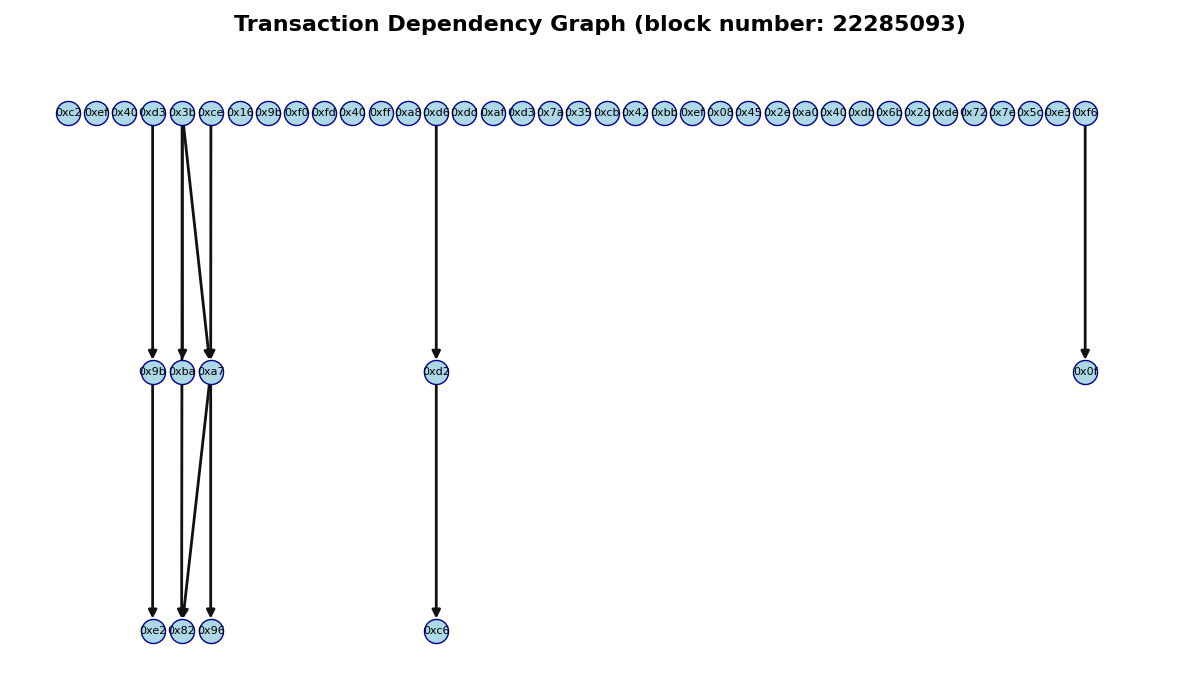 Transaction Dependency Graph (block number: 22285093)
0xc2 0xef 0x40 0xd3 0x3b 0xce 0x16 0x9b 0xf0 0xfd 0x40 0xff 0xa8 0xd6 0xdd 0xaf 0xd3 0x7a 0x35 0xcb 0x42 0xbb 0xef 0x08 0x45 0x2e 0xa0 0x40 0xdb 0x6b 0x2d 0xde 0x72 0x7e 0x5c 0xe3 0xf6
0x9b 0xba 0xa7 0xd2 0x0f
0xe2 0x82 0x96 0xc6